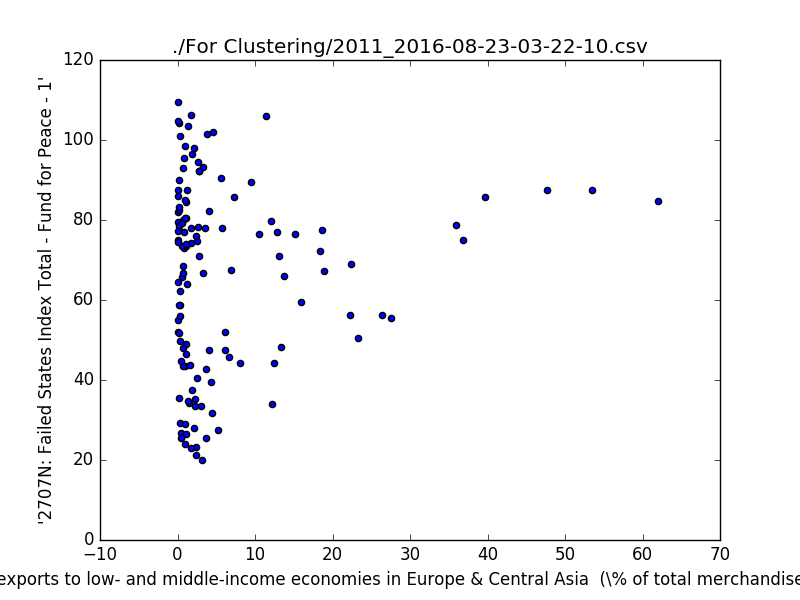 ./For Clustering/2011_2016-08-23-03-22-10.csv
'2707N: Failed States Index Total - Fund for Peace - 1'
120
100
80
60
40
20
0
−10 0 10 20 30 40 50 60 70
exports to low- and middle-income economies in Europe & Central Asia (\% of total merchandise